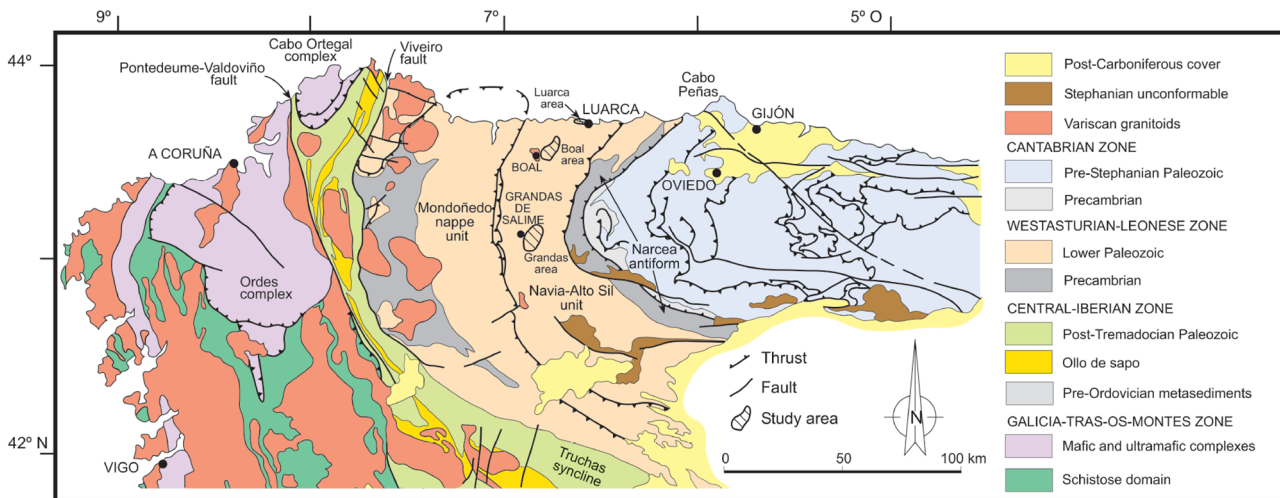 9º
7º
5º O
44º
42º N
Cabo Ortegal
complex
Viveiro
fault
Pontedeume-Valdoviño
fault
Luarca
area
LUARCA
Cabo
Peñas
GIJÓN
A CORUÑA
Boal
area
BOAL
OVIEDO
Mondoñedo
nappe
unit
GRANDAS
DE
SALIME
Grandas
area
Narcea
antiform
Ordes
complex
Navia-Alto Sil
unit
Truchas
syncline
VIGO
Thrust
Fault
Study area
N
0 50 100 km
Post-Carboniferous cover
Stephanian unconformable
Variscan granitoids
CANTABRIAN ZONE
Pre-Stephanian Paleozoic
Precambrian
WESTASTURIAN-LEONESE ZONE
Lower Paleozoic
Precambrian
CENTRAL-IBERIAN ZONE
Post-Tremadocian Paleozoic
Ollo de sapo
Pre-Ordovician metasediments
GALICIA-TRAS-OS-MONTES ZONE
Mafic and ultramafic complexes
Schistose domain